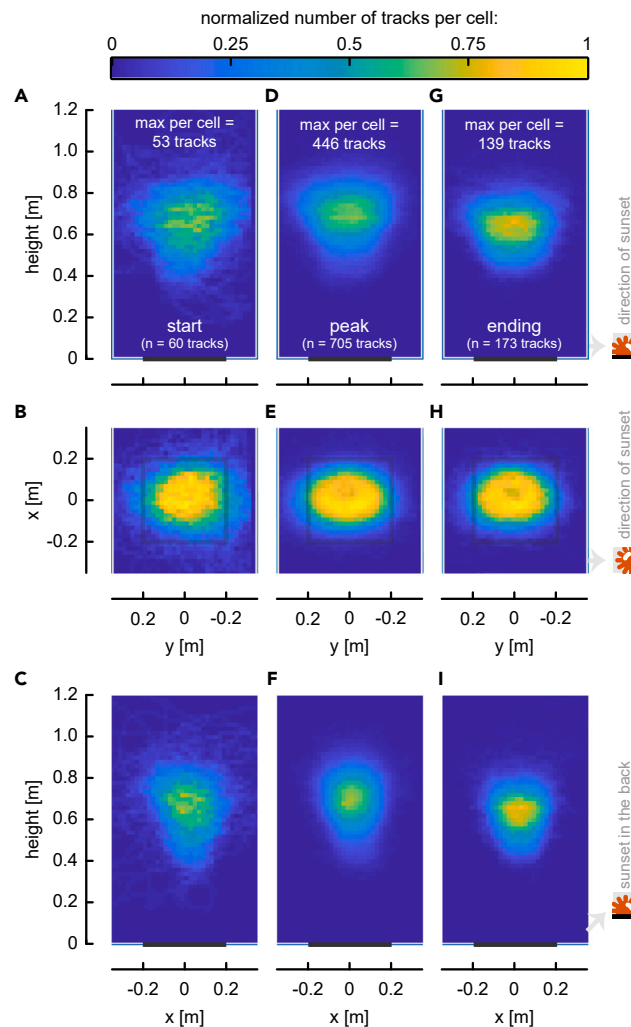 normalized number of tracks per cell:
0 0.25 0.5 0.75 1
A D G
1.2
1.0
0.8
0.6
0.4
0.2
0
height [m]
max per cell =
53 tracks
start
(n = 60 tracks)
max per cell =
446 tracks
peak
(n = 705 tracks)
max per cell =
139 tracks
ending
(n = 173 tracks)
direction of sunset
B E H
0.2
0
-0.2
x [m]
direction of sunset
0.2 0 -0.2 0.2 0 -0.2 0.2 0 -0.2
y [m] y [m] y [m]
C F I
1.2
1.0
0.8
0.6
0.4
0.2
0
height [m]
sunset in the back
-0.2 0 0.2 -0.2 0 0.2 -0.2 0 0.2
x [m] x [m] x [m]